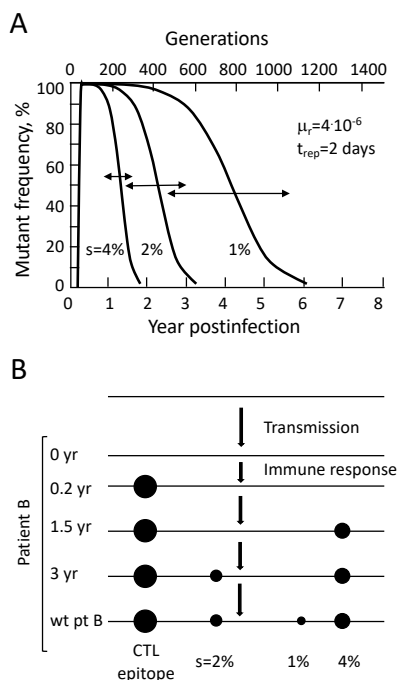 A
Generations
0 200 400 600 800 1000 1200 1400
Mutant frequency, %
100
80
60
40
20
0
μr=4·10-6
trep=2 days
s=4% 2% 1%
0 1 2 3 4 5 6 7 8
Year postinfection
B
Transmission
Patient B
0 yr
Immune response
0.2 yr
1.5 yr
3 yr
wt pt B
CTL
epitope
s=2% 1% 4%